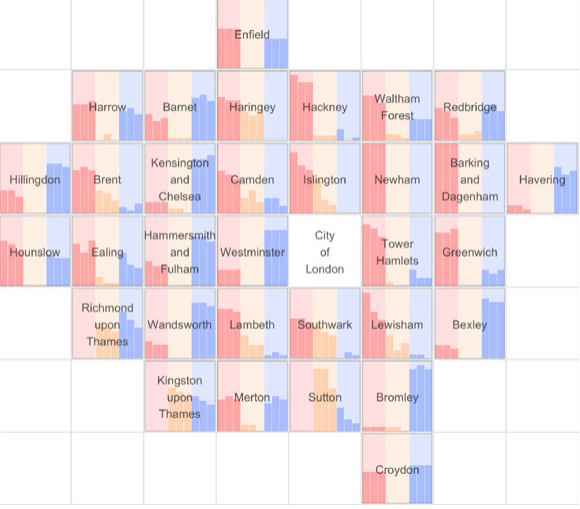 Enfield
Harrow
Barnet
Haringey
Hackney
Waltham
Forest
Redbridge
Hillingdon
Brent
Kensington
and
Chelsea
Camden
Islington
Newham
Barking
and
Dagenham
Havering
Hounslow
Ealing
Hammersmith
and
Fulham
Westminster
City
of
London
Tower
Hamlets
Greenwich
Richmond
upon
Thames
Wandsworth
Lambeth
Southwark
Lewisham
Bexley
Kingston
upon
Thames
Merton
Sutton
Bromley
Croydon